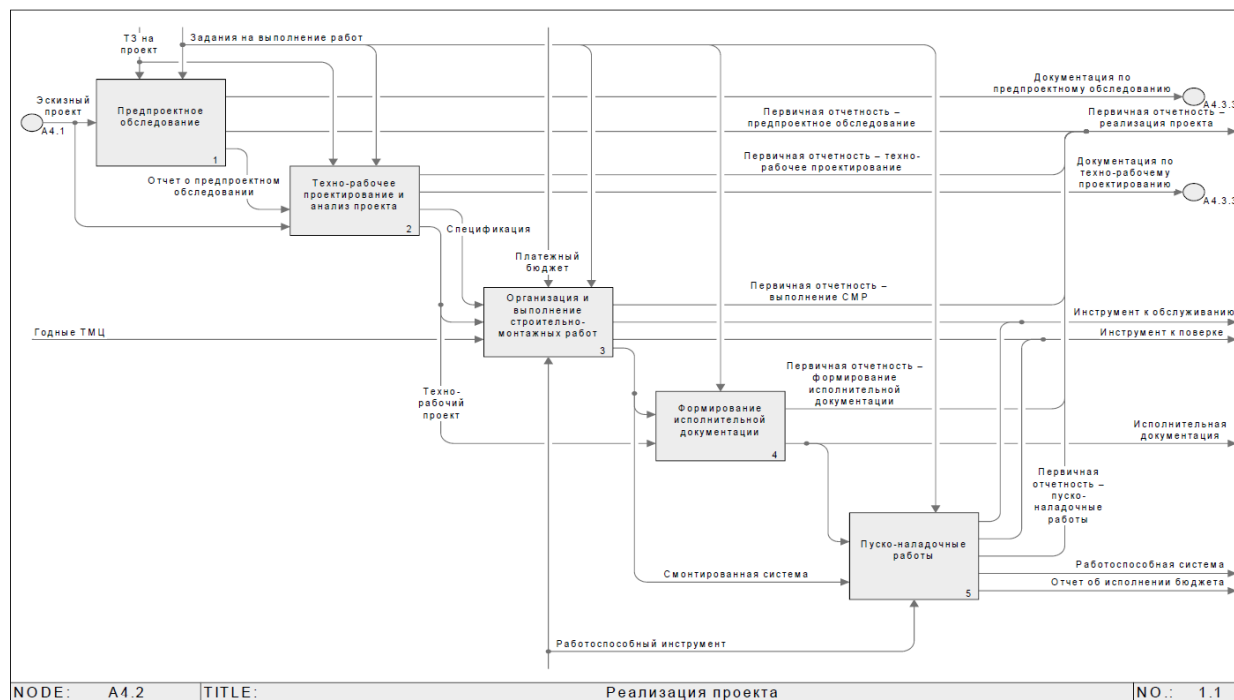 ТЗ на
проект
Задания на выполнение работ
Эскизный
проект
A4.1
Предпроектное
обследование
1
Документация по
предпроектному обследованию
A4.3.3
Первичная отчетность –
предпроектное обследование
Первичная отчетность –
реализация проекта
Отчет о предпроектном
обследовании
Техно-рабочее
проектирование и
анализ проекта
2
Первичная отчетность – техно-
рабочее проектирование
Документация по
техно-рабочему
проектированию
A4.3.3
Спецификация
Платежный
бюджет
Организация и
выполнение
строительно-
монтажных работ
3
Первичная отчетность –
выполнение СМР
Инструмент к обслуживанию
Годные ТМЦ
Инструмент к поверке
Техно-
рабочий
проект
Первичная отчетность –
формирование
исполнительной
документации
Формирование
исполнительной
документации
4
Исполнительная
документация
Первичная
отчетность –
пуско-
наладочные
работы
Пуско-наладочные
работы
5
Смонтированная система
Работоспособная система
Отчет об исполнении бюджета
Работоспособный инструмент
NODE: A4.2 TITLE: Реализация проекта NO.: 1.1